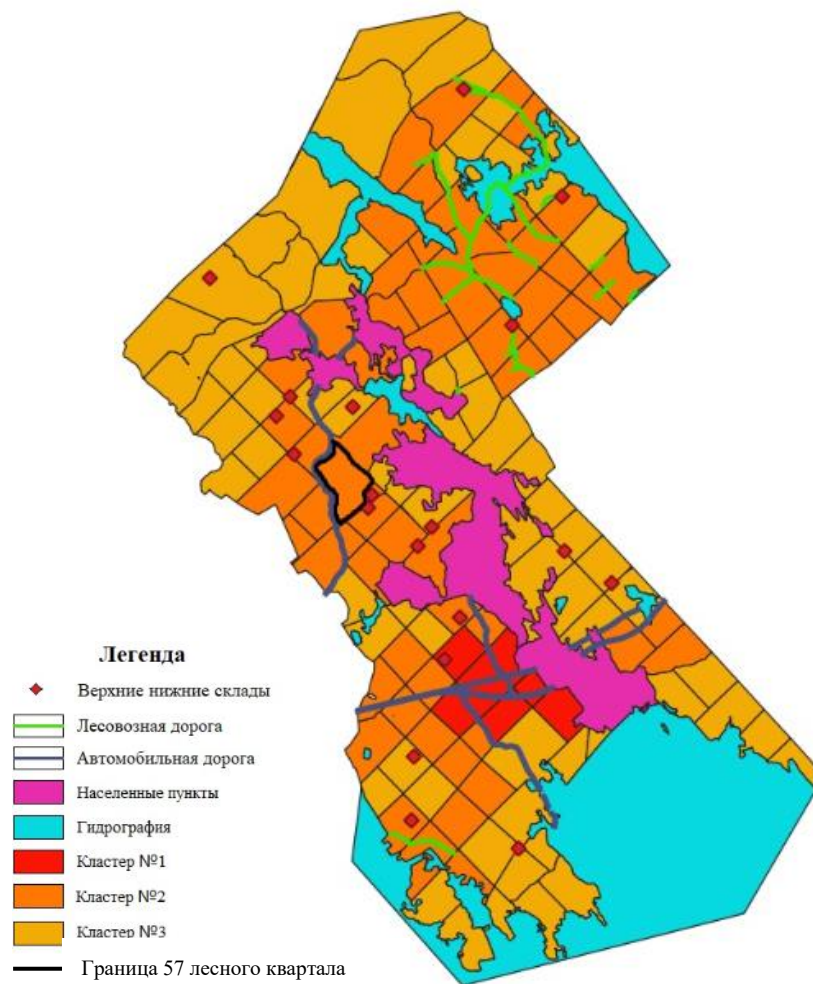 Легенда
Верхние нижние склады
Лесовозная дорога
Автомобильная дорога
Населенные пункты
Гидрография
Кластер №1
Кластер №2
Кластер №3
Граница 57 лесного квартала